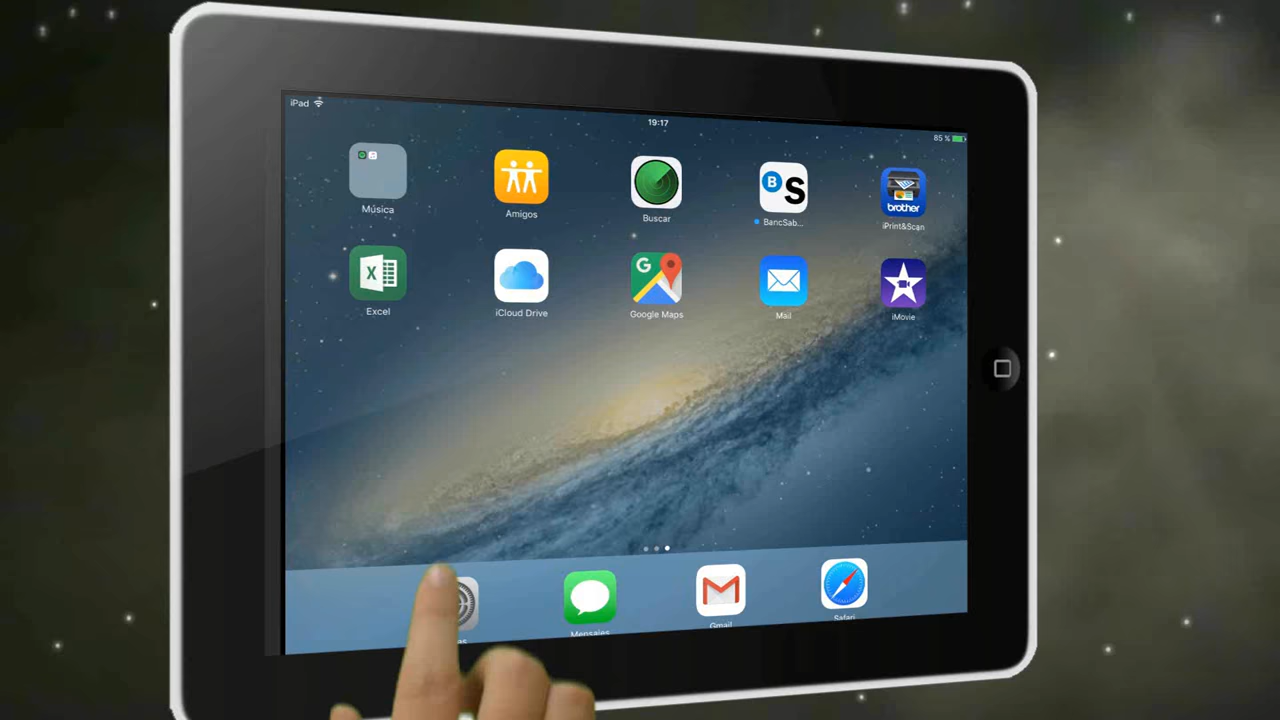 iPad
19:17
85 %
Música
Amigos
Buscar
B S
BancSab...
brother
iPrint&Scan
X
Excel
iCloud Drive
G
Google Maps
Mail
iMovie
Mensajes
Gmail
Safari